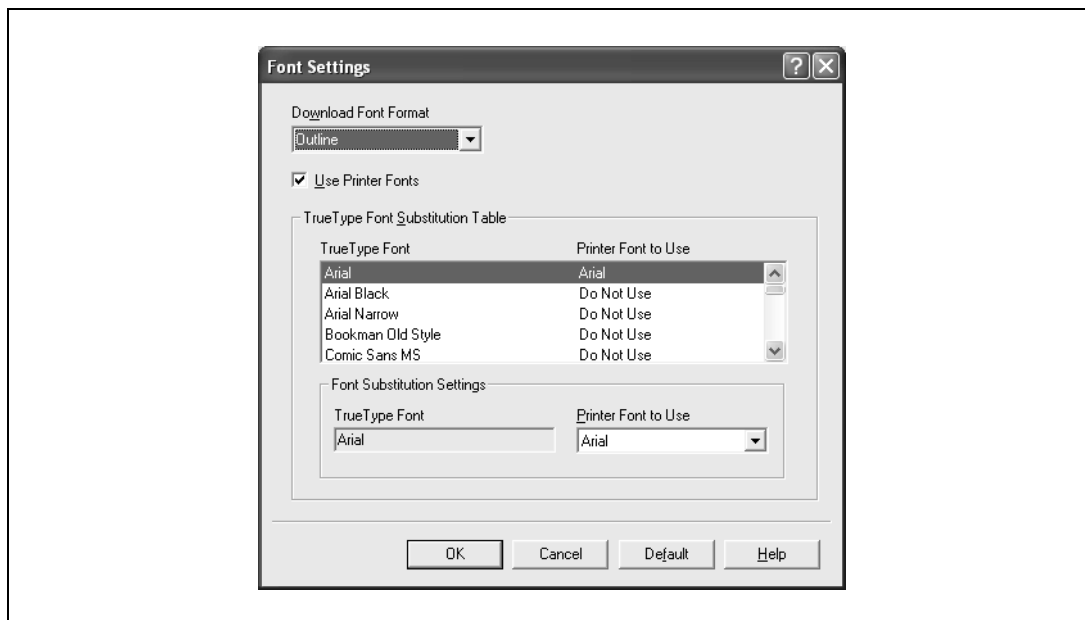 Font Settings
Download Font Format
Outline
Use Printer Fonts
TrueType Font Substitution Table
TrueType Font Printer Font to Use
Arial Arial
Arial Black Do Not Use
Arial Narrow Do Not Use
Bookman Old Style Do Not Use
Comic Sans MS Do Not Use
Font Substitution Settings
TrueType Font Printer Font to Use
Arial Arial
OK Cancel Default Help